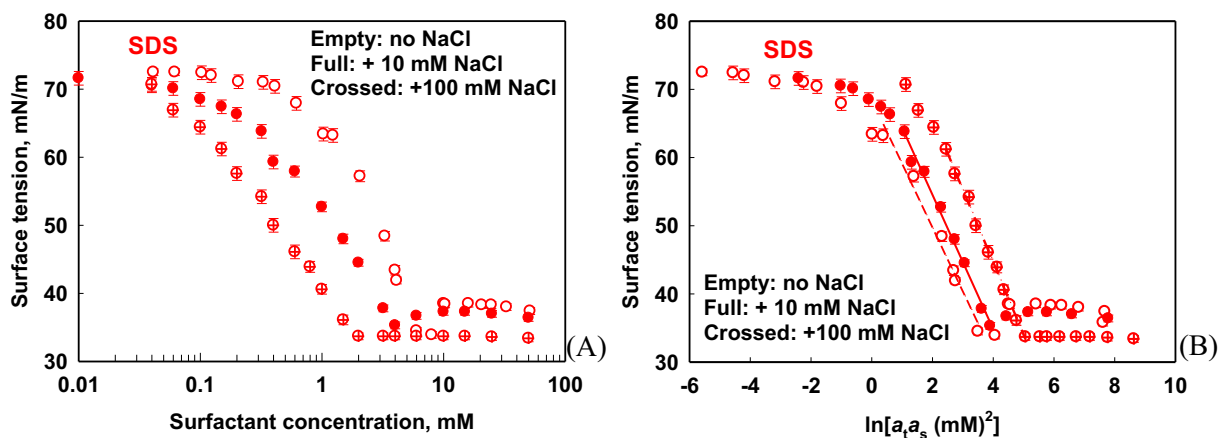 80
70
60
50
40
30
Surface tension, mN/m
SDS
Empty: no NaCl
Full: + 10 mM NaCl
Crossed: +100 mM NaCl
0.01 0.1 1 10 100
Surfactant concentration, mM
(A)
80
70
60
50
40
30
Surface tension, mN/m
SDS
Empty: no NaCl
Full: + 10 mM NaCl
Crossed: +100 mM NaCl
-6 -4 -2 0 2 4 6 8 10
ln[aₜaₛ (mM)²]
(B)